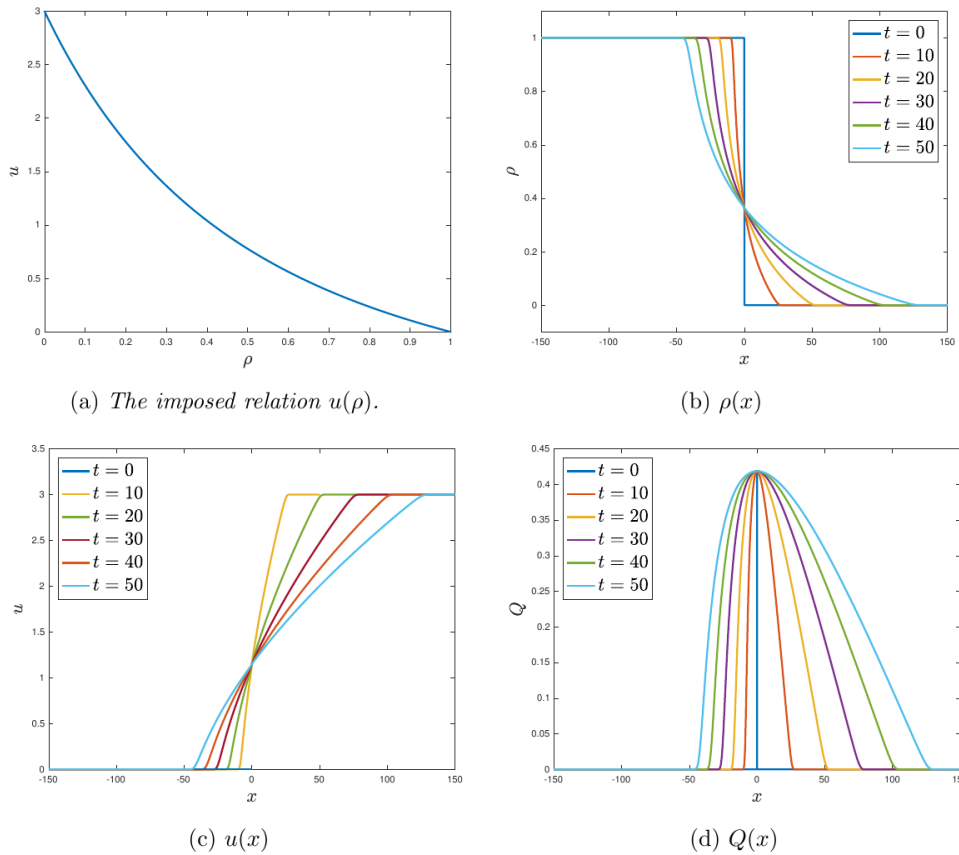 3
2.5
2
1.5
1
0.5
0
u
0 0.1 0.2 0.3 0.4 0.5 0.6 0.7 0.8 0.9 1
ρ
(a) The imposed relation u(ρ).
1
0.8
0.6
0.4
0.2
0
ρ
-150 -100 -50 0 50 100 150
x
t = 0
t = 10
t = 20
t = 30
t = 40
t = 50
(b) ρ(x)
3.5
3
2.5
2
1.5
1
0.5
0
u
-150 -100 -50 0 50 100 150
x
t = 0
t = 10
t = 20
t = 30
t = 40
t = 50
(c) u(x)
0.45
0.4
0.35
0.3
0.25
0.2
0.15
0.1
0.05
0
Q
-150 -100 -50 0 50 100 150
x
t = 0
t = 10
t = 20
t = 30
t = 40
t = 50
(d) Q(x)